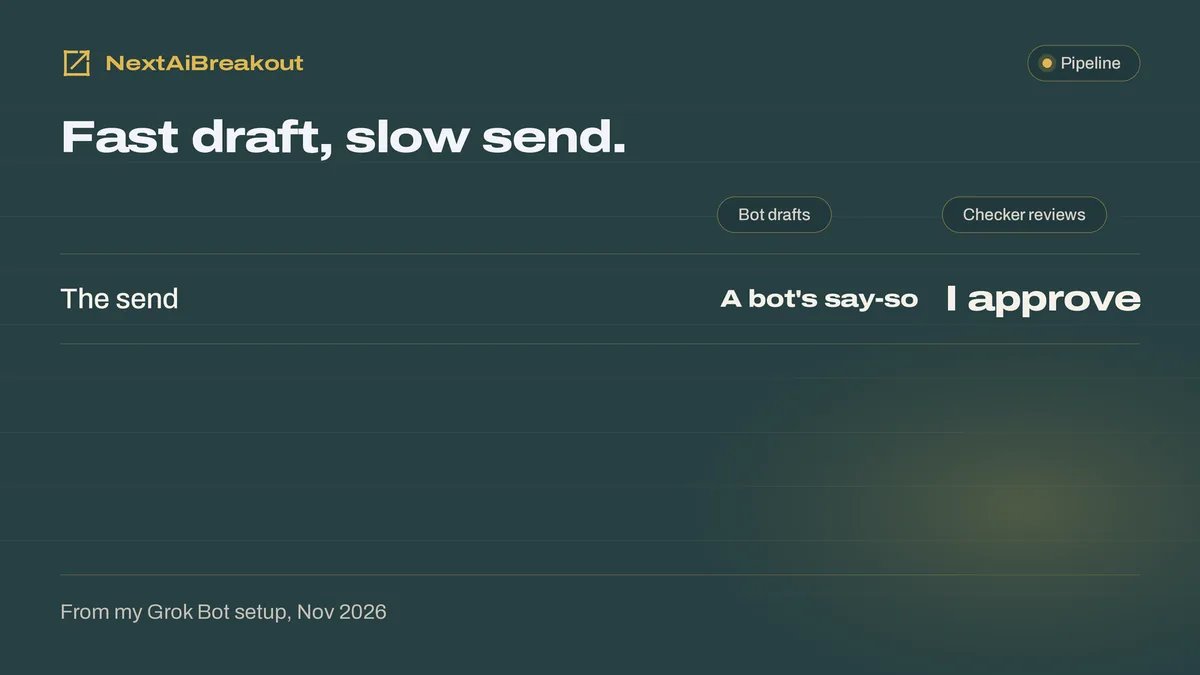 NextAiBreakout
Pipeline
Fast draft, slow send.
Bot drafts
Checker reviews
The send
A bot's say-so
I approve
From my Grok Bot setup, Nov 2026